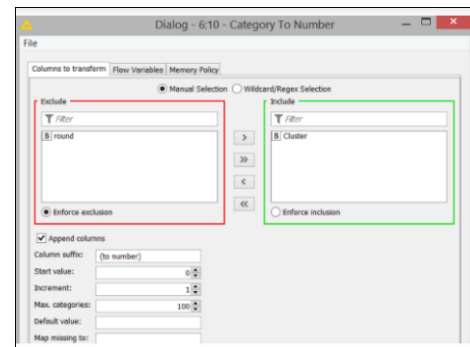 Dialog - 6:10 - Category To Number
File
Columns to transform Flow Variables Memory Policy
Manual Selection Wildcard/Regex Selection
Exclude Include
Filter Filter
S round S Cluster
>
>>
<
<<
Enforce exclusion Enforce inclusion
Append columns
Column suffix: (to number)
Start value: 0
Increment: 1
Max. categories: 100
Default value:
Map missing to: